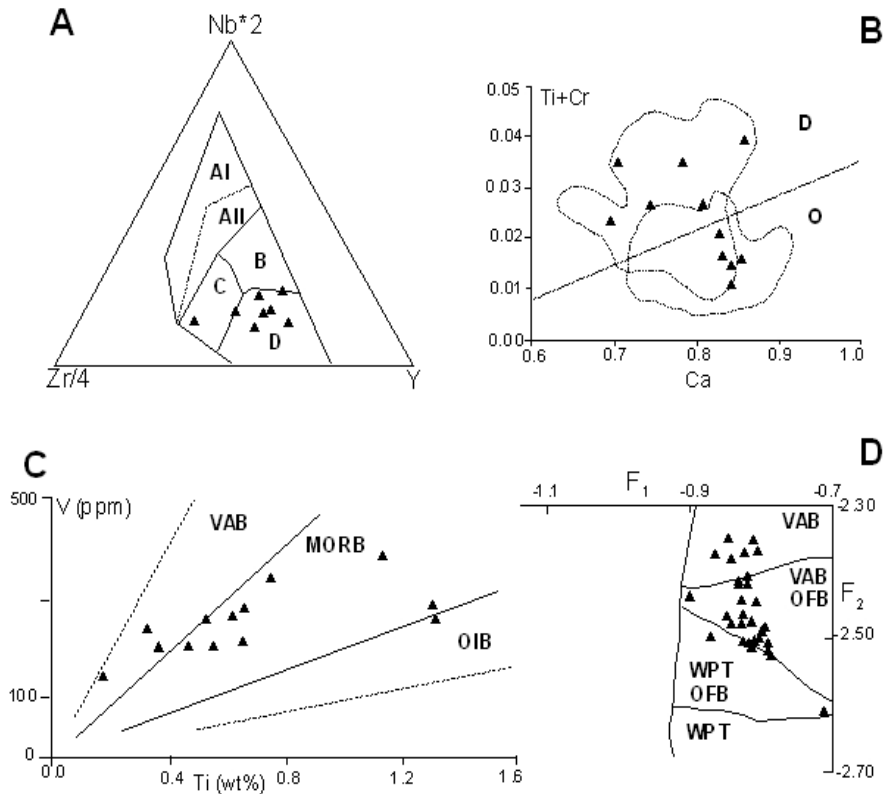 A
Nb*2
AI
AII
B
C
D
Zr/4
Y
B
Ti+Cr
0.05
0.04
0.03
0.02
0.01
0.00
D
O
0.6
0.7
0.8
0.9
1.0
Ca
C
500
V (ppm)
VAB
MORB
OIB
100
0
0.0
0.4
0.8
1.2
1.6
Ti (wt%)
D
F1
-1.1
-0.9
-0.7
-2.30
VAB
VAB
OFB
F2
-2.50
WPT
OFB
WPT
-2.70